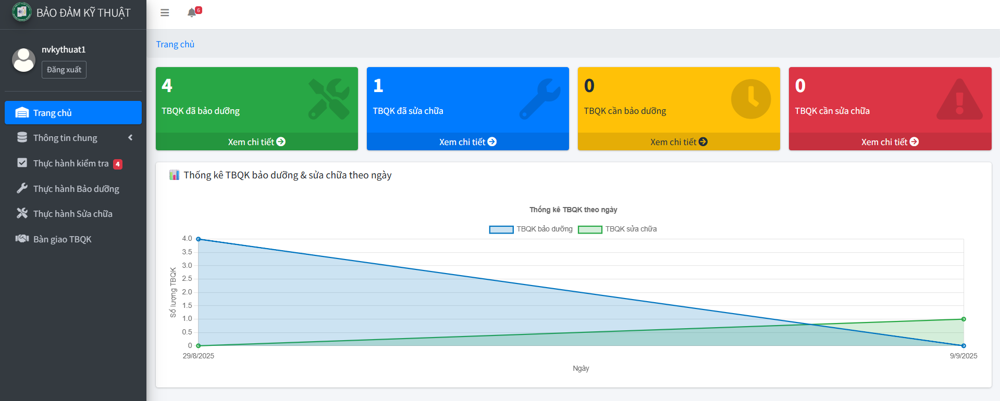 BẢO ĐẢM KỸ THUẬT
6
nvkythuat1
Đăng xuất
Trang chủ
Thông tin chung
Thực hành kiểm tra 4
Thực hành Bảo dưỡng
Thực hành Sửa chữa
Bàn giao TBQK
Trang chủ
4
TBQK đã bảo dưỡng
Xem chi tiết
1
TBQK đã sửa chữa
Xem chi tiết
0
TBQK cần bảo dưỡng
Xem chi tiết
0
TBQK cần sửa chữa
Xem chi tiết
Thống kê TBQK bảo dưỡng & sửa chữa theo ngày
Thống kê TBQK theo ngày
TBQK bảo dưỡng TBQK sửa chữa
Số lượng TBQK
4.0
3.5
3.0
2.5
2.0
1.5
1.0
0.5
0
29/8/2025 9/9/2025
Ngày